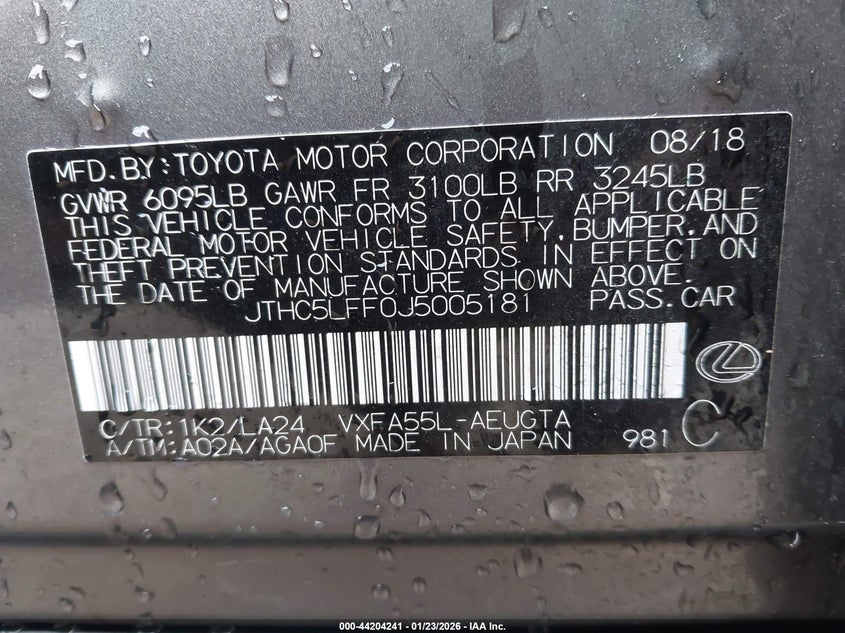 MFD.BY:TOYOTA MOTOR CORPORATION 08/18
GVWR 6095LB GAWR FR 3100LB RR 3245LB
THIS VEHICLE CONFORMS TO ALL APPLICABLE
FEDERAL MOTOR VEHICLE SAFETY,BUMPER,AND
THEFT PREVENTION STANDARDS IN EFFECT ON
THE DATE OF MANUFACTURE SHOWN ABOVE.
JTHC5LFF0J5005181 PASS.CAR
C/TR:1K2/LA24 VXFA55L-AEUGTA
A/TM:A02A/AGA0F MADE IN JAPAN 981 C
000-44204241 - 01/23/2026 - IAA Inc.